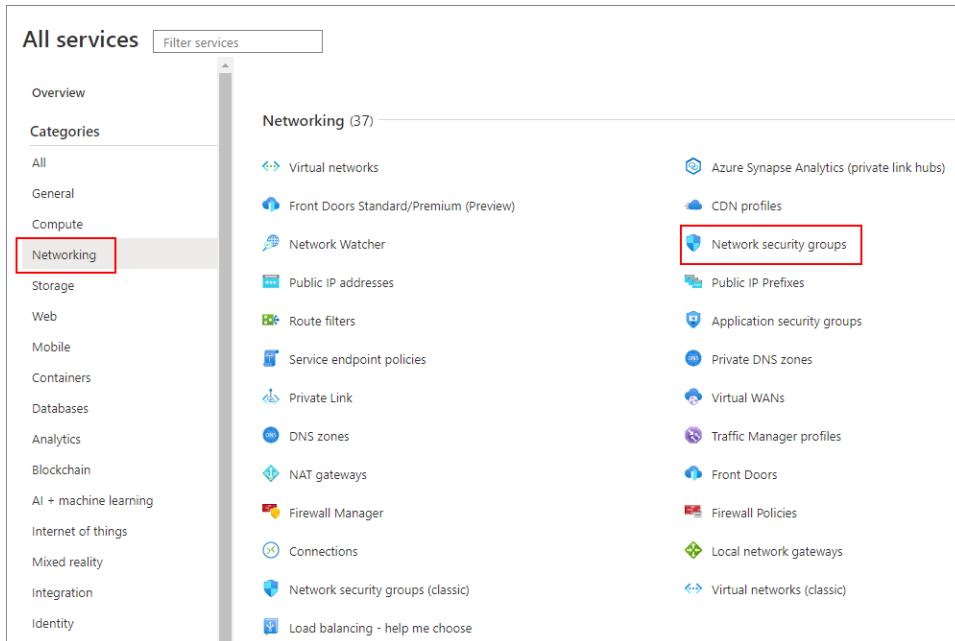 All services
Filter services
Overview
Categories
All
General
Compute
Networking
Storage
Web
Mobile
Containers
Databases
Analytics
Blockchain
AI + machine learning
Internet of things
Mixed reality
Integration
Identity
Networking (37)
Virtual networks
Azure Synapse Analytics (private link hubs)
Front Doors Standard/Premium (Preview)
CDN profiles
Network Watcher
Network security groups
Public IP addresses
Public IP Prefixes
Route filters
Application security groups
Service endpoint policies
Private DNS zones
Private Link
Virtual WANs
DNS zones
Traffic Manager profiles
NAT gateways
Front Doors
Firewall Manager
Firewall Policies
Connections
Local network gateways
Network security groups (classic)
Virtual networks (classic)
Load balancing - help me choose